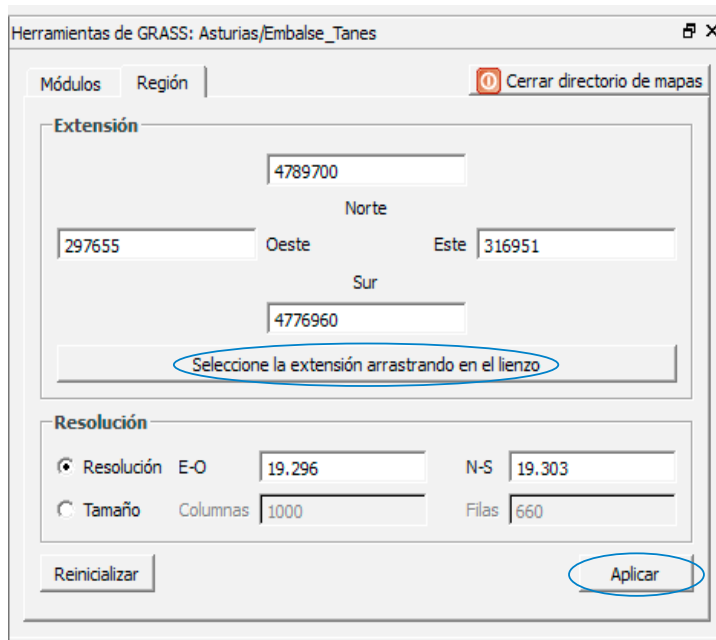 Herramientas de GRASS: Asturias/Embalse_Tanes
Módulos Región Cerrar directorio de mapas
Extensión
4789700
Norte
297655 Oeste Este 316951
Sur
4776960
Seleccione la extensión arrastrando en el lienzo
Resolución
Resolución E-O 19.296 N-S 19.303
Tamaño Columnas 1000 Filas 660
Reinicializar Aplicar